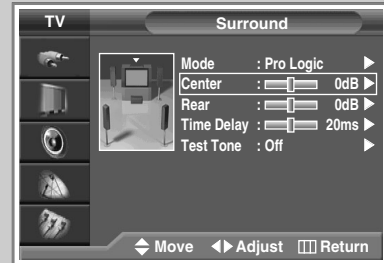 TV Surround
Mode : Pro Logic
Center : 0dB
Rear : 0dB
Time Delay : 20ms
Test Tone : Off
Move Adjust Return